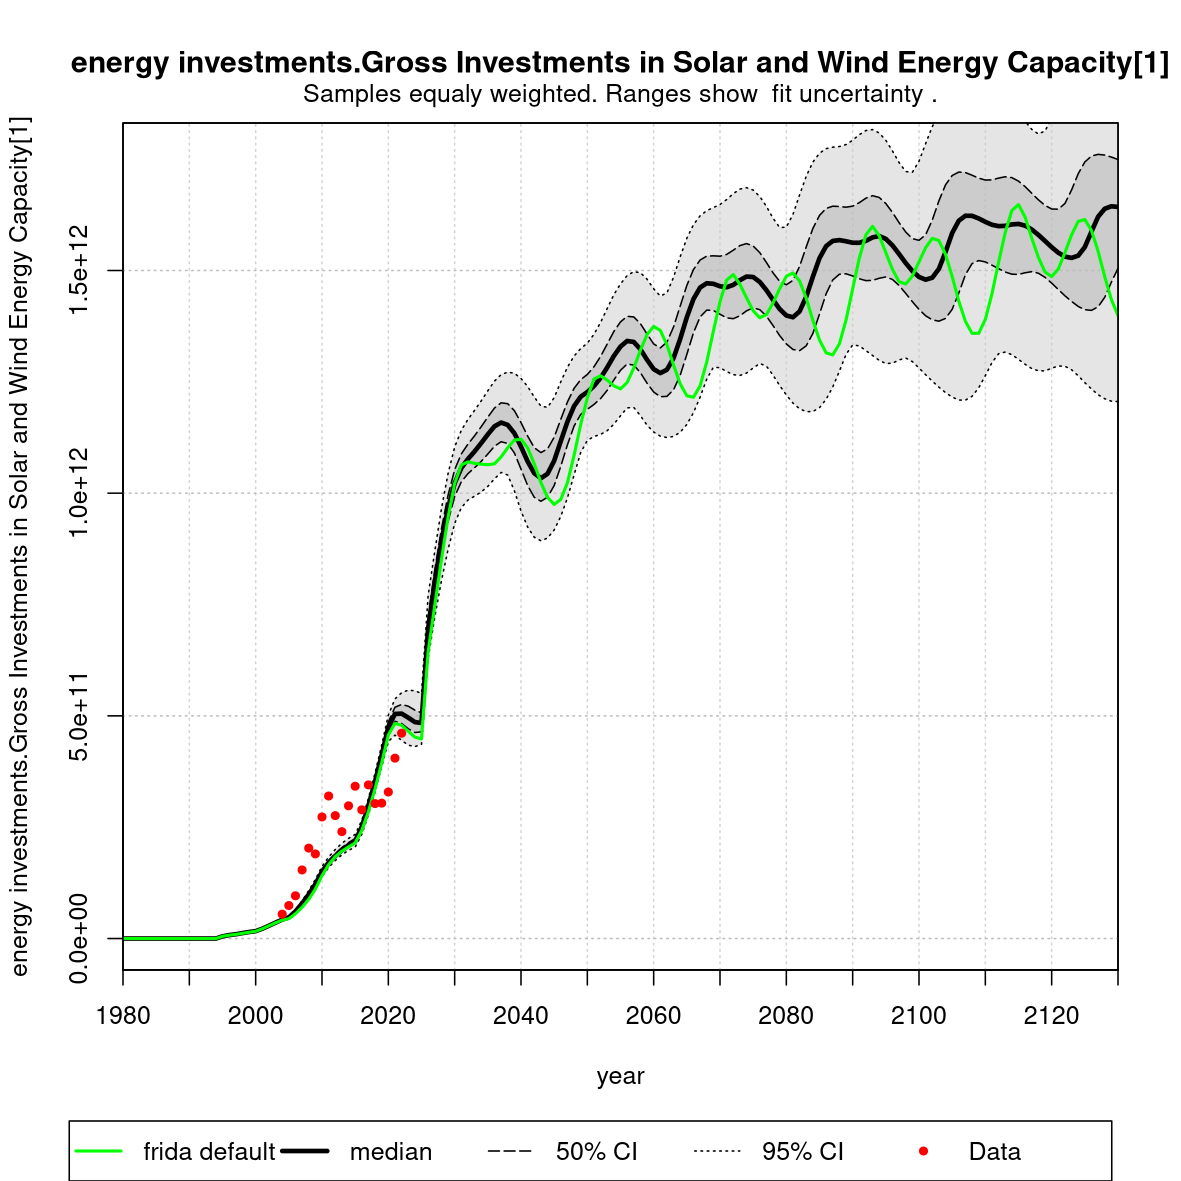 energy investments.Gross Investments in Solar and Wind Energy Capacity[1]
Samples equaly weighted. Ranges show  fit uncertainty .
energy investments.Gross Investments in Solar and Wind Energy Capacity[1]
1.5e+12
1.0e+12
5.0e+11
0.0e+00
1980 2000 2020 2040 2060 2080 2100 2120
year
frida default median 50% CI 95% CI Data